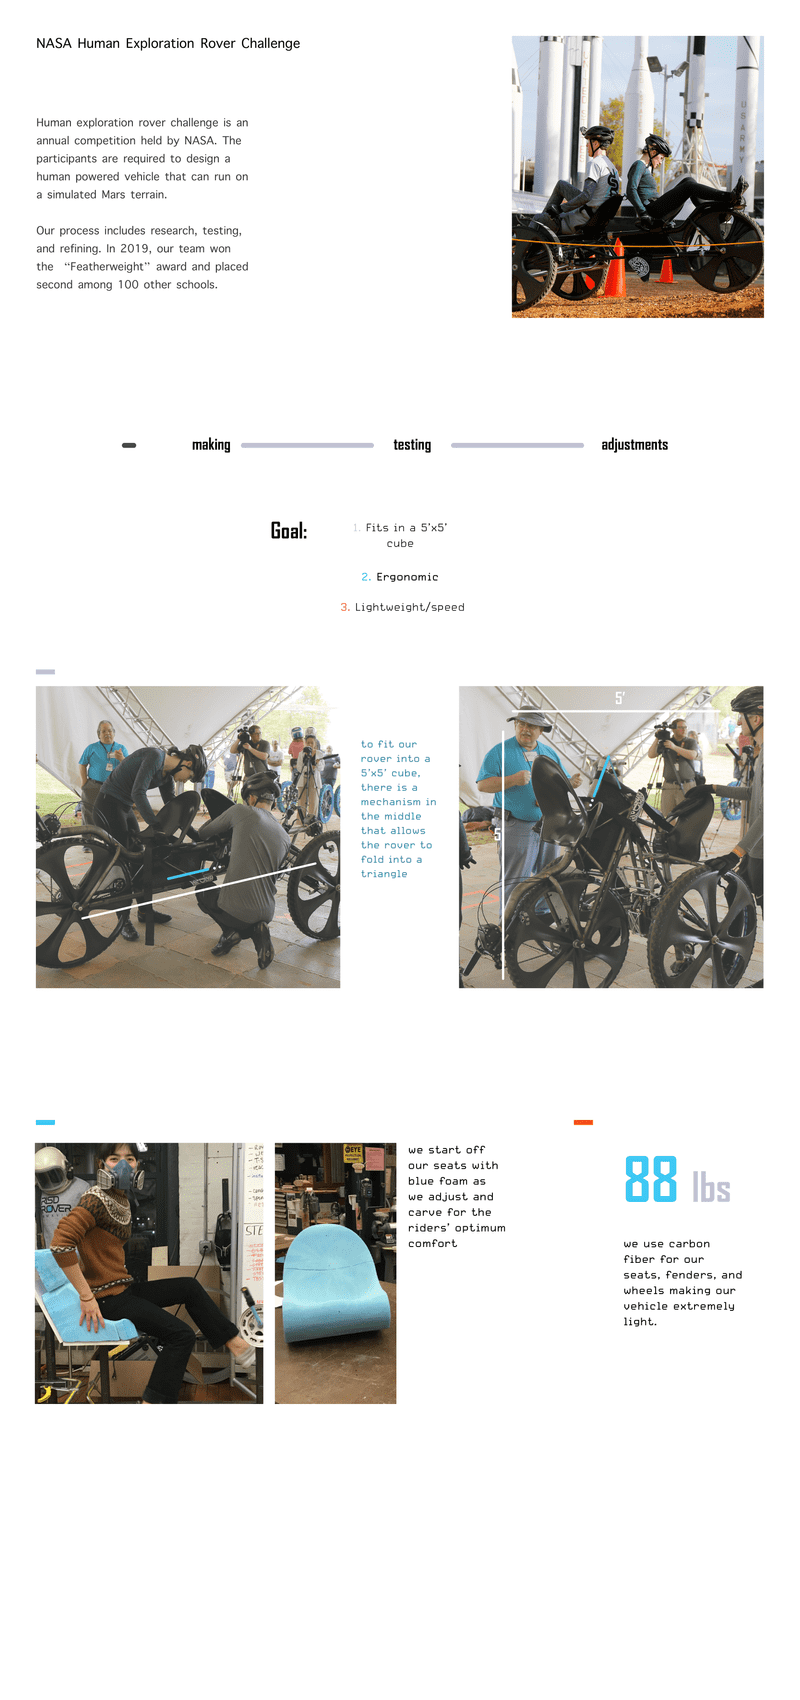 NASA Human Exploration Rover Challenge
Human exploration rover challenge is an
annual competition held by NASA. The
participants are required to design a
human powered vehicle that can run on
a simulated Mars terrain.
Our process includes research, testing,
and refining. In 2019, our team won
the “Featherweight” award and placed
second among 100 other schools.
ARMY
making
testing
adjustments
Goal:
1. Fits in a 5'x5'
cube
2. Ergonomic
3. Lightweight/speed
to fit our
rover into a
5'x5' cube,
there is a
mechanism in
the middle
that allows
the rover to
fold into a
triangle
5'
5
RISD
ROVER
STE
EYE
we start off
our seats with
blue foam as
we adjust and
carve for the
riders' optimum
comfort
88 lbs
we use carbon
fiber for our
seats, fenders, and
wheels making our
vehicle extremely
light.